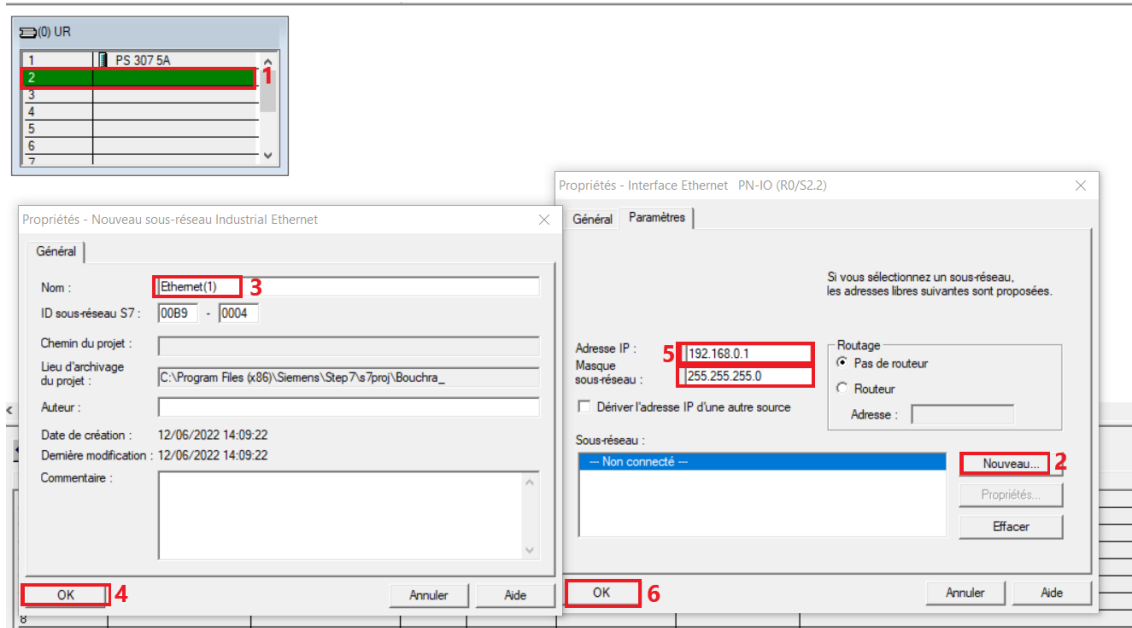 (0) UR
1 PS 307 5A
2
1
3
4
5
6
7
Propriétés - Nouveau sous-réseau Industrial Ethernet
Général
Nom : Ethernet(1) 3
ID sous-réseau S7 : 00B9 - 0004
Chemin du projet :
Lieu d'archivage
du projet : C:\Program Files (x86)\Siemens\Step7\s7proj\Bouchra_
Auteur :
Date de création : 12/06/2022 14:09:22
Dernière modification : 12/06/2022 14:09:22
Commentaire :
OK 4 Annuler Aide
Propriétés - Interface Ethernet PN-IO (R0/S2.2)
Général Paramètres
Si vous sélectionnez un sous-réseau,
les adresses libres suivantes sont proposées.
Adresse IP : 5 192.168.0.1
Masque
sous-réseau : 255.255.255.0
Dériver l'adresse IP d'une autre source
Routage
Pas de routeur
Routeur
Adresse :
Sous-réseau :
--- Non connecté ---
Nouveau... 2
Propriétés...
Effacer
OK 6 Annuler Aide
8